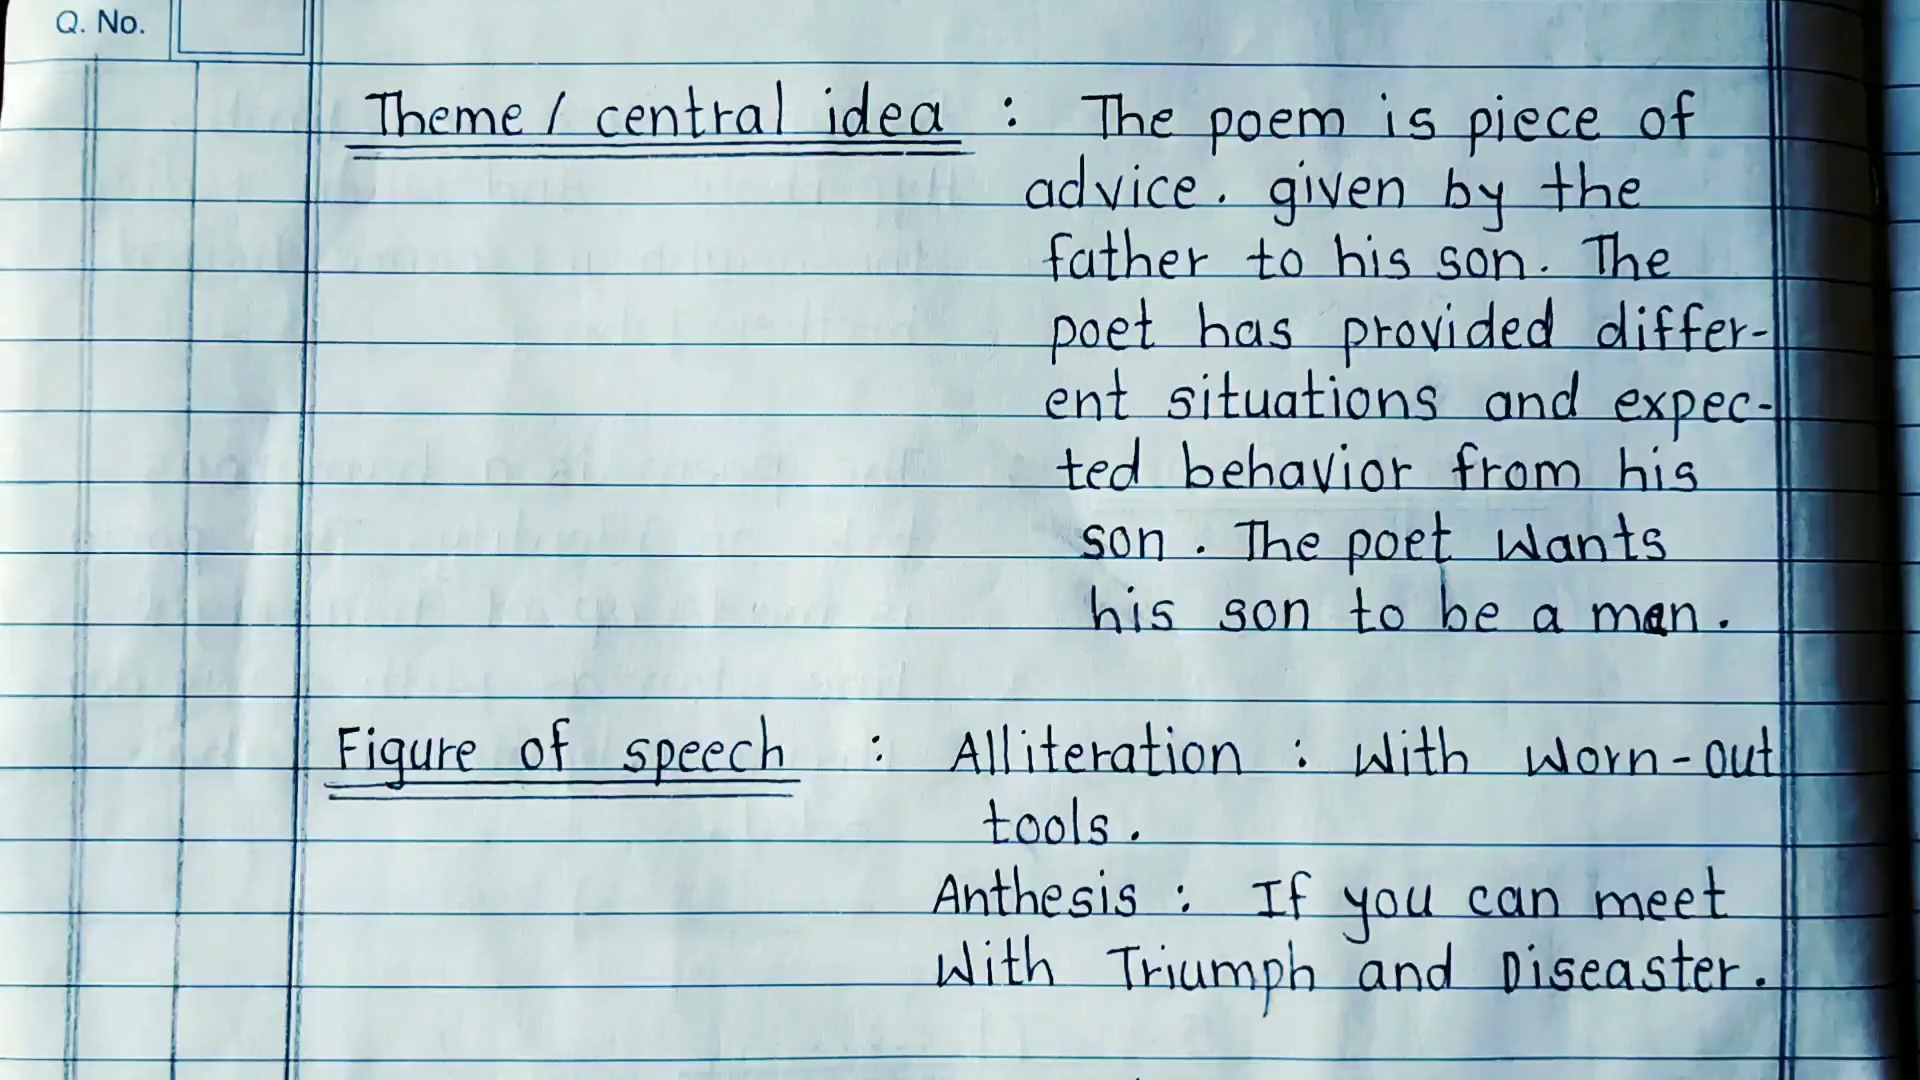 Q. No.
Theme / central idea : The poem is piece of
advice. given by the
father to his son. The
poet has provided differ-
ent situations and expec-
ted behavior from his
son. The poet Wants
his son to be a man.
Figure of speech : Alliteration : With Worn-out
tools.
Anthesis : If you can meet
With Triumph and Diseaster.